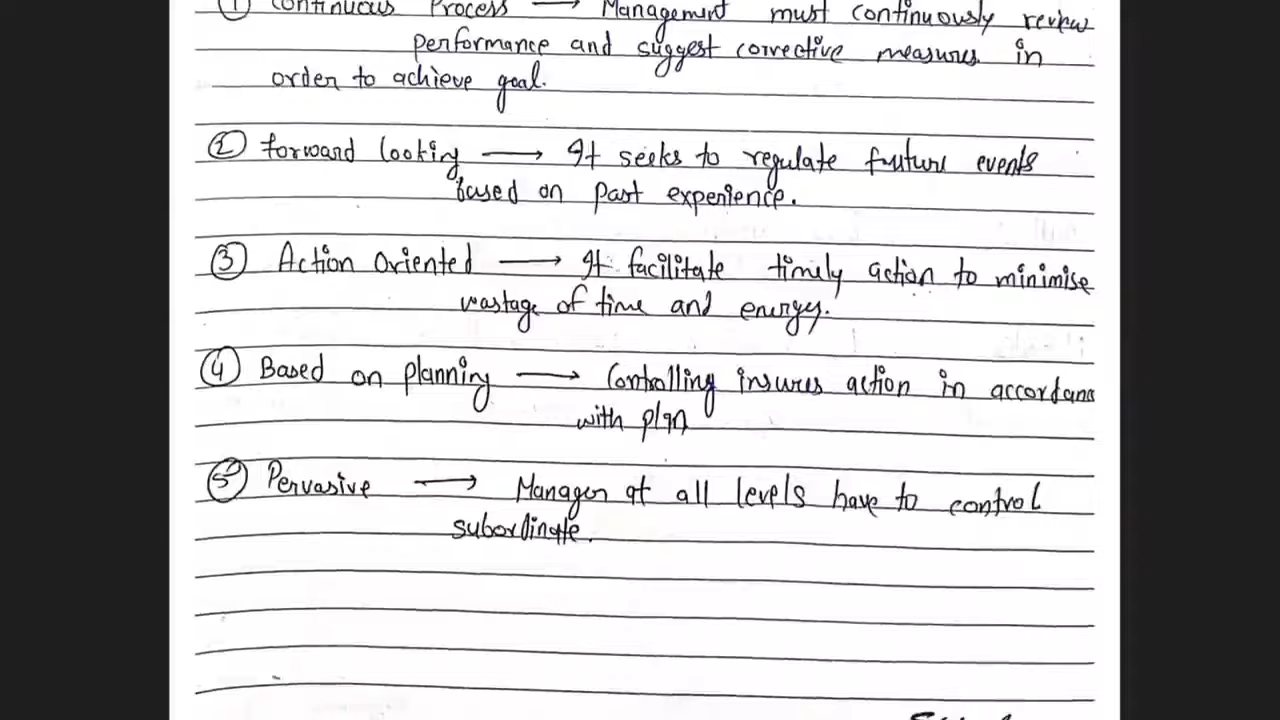 ① Continuous Process → Management must continuously review
performance and suggest corrective measures in
order to achieve goal.
② forward looking → It seeks to regulate future events
based on past experience.
③ Action Oriented → It facilitate timely action to minimise
wastage of time and energy.
④ Based on planning → Controlling insures action in accordanc
with plan
⑤ Pervasive → Manager at all levels have to control
subordinate.